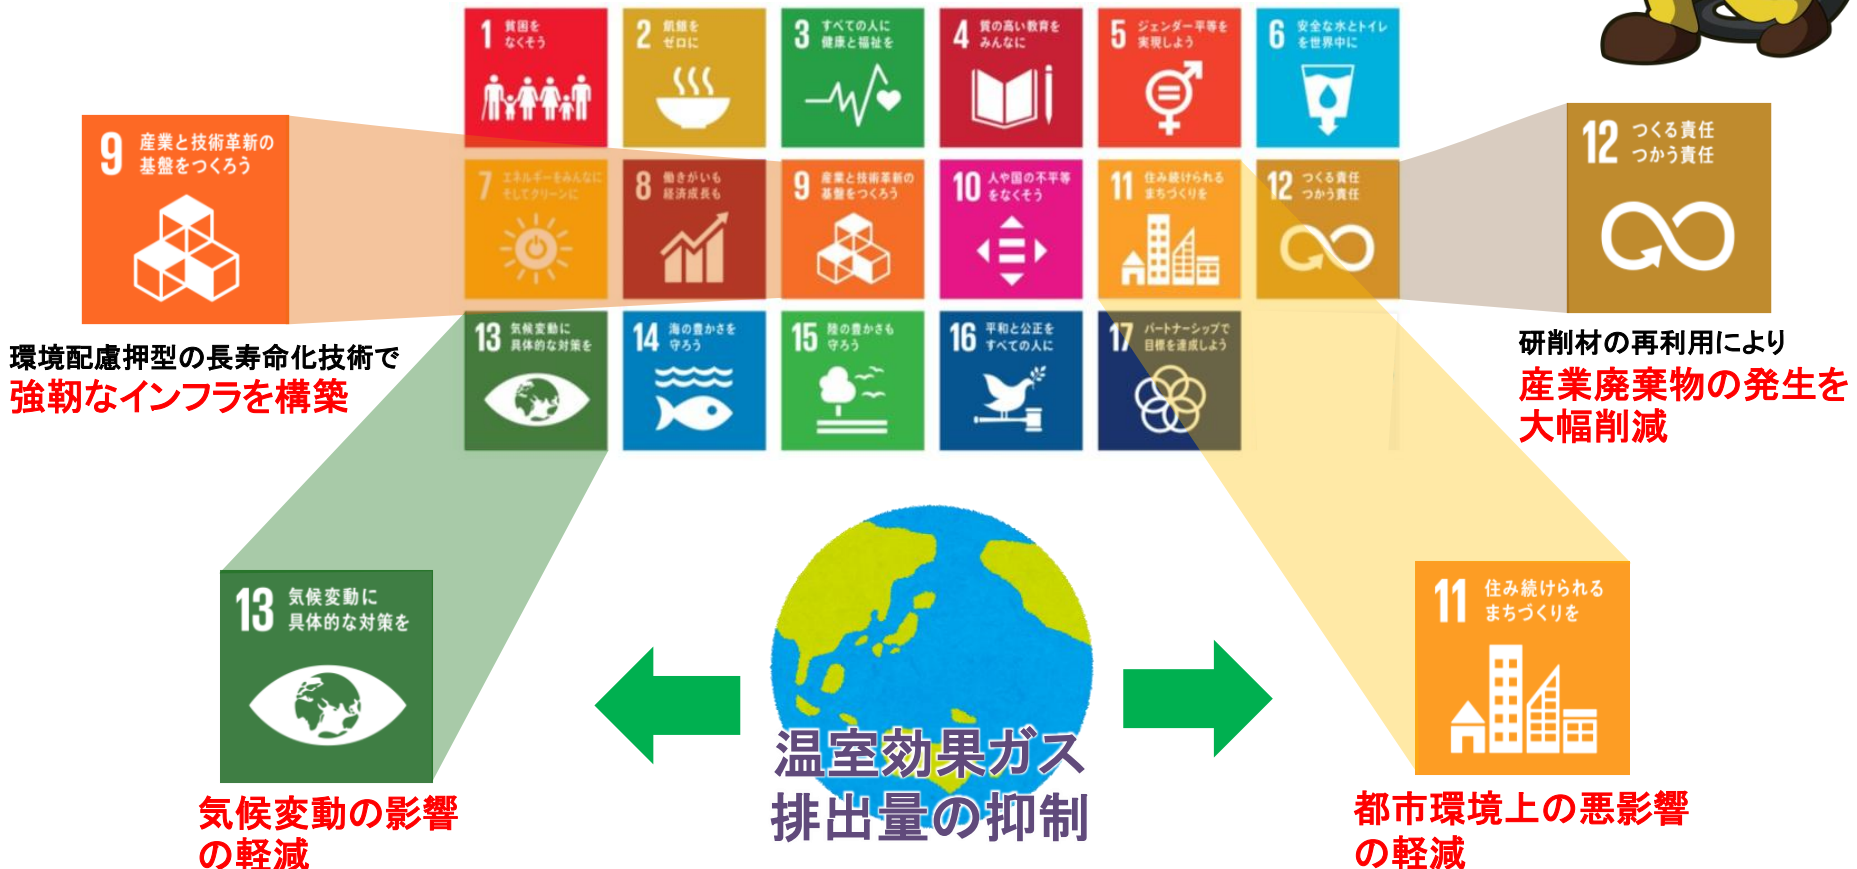 1 貧困を
なくそう
2 飢餓を
ゼロに
3 すべての人に
健康と福祉を
4 質の高い教育を
みんなに
5 ジェンダー平等を
実現しよう
6 安全な水とトイレ
を世界中に
7 エネルギーをみんなに
そしてクリーンに
8 働きがいも
経済成長も
9 産業と技術革新の
基盤をつくろう
10 人や国の不平等
をなくそう
11 住み続けられる
まちづくりを
12 つくる責任
つかう責任
13 気候変動に
具体的な対策を
14 海の豊かさを
守ろう
15 陸の豊かさも
守ろう
16 平和と公正を
すべての人に
17 パートナーシップで
目標を達成しよう
9 産業と技術革新の
基盤をつくろう
環境配慮押型の長寿命化技術で
強靭なインフラを構築
12 つくる責任
つかう責任
研削材の再利用により
産業廃棄物の発生を
大幅削減
13 気候変動に
具体的な対策を
気候変動の影響
の軽減
温室効果ガス
排出量の抑制
11 住み続けられる
まちづくりを
都市環境上の悪影響
の軽減